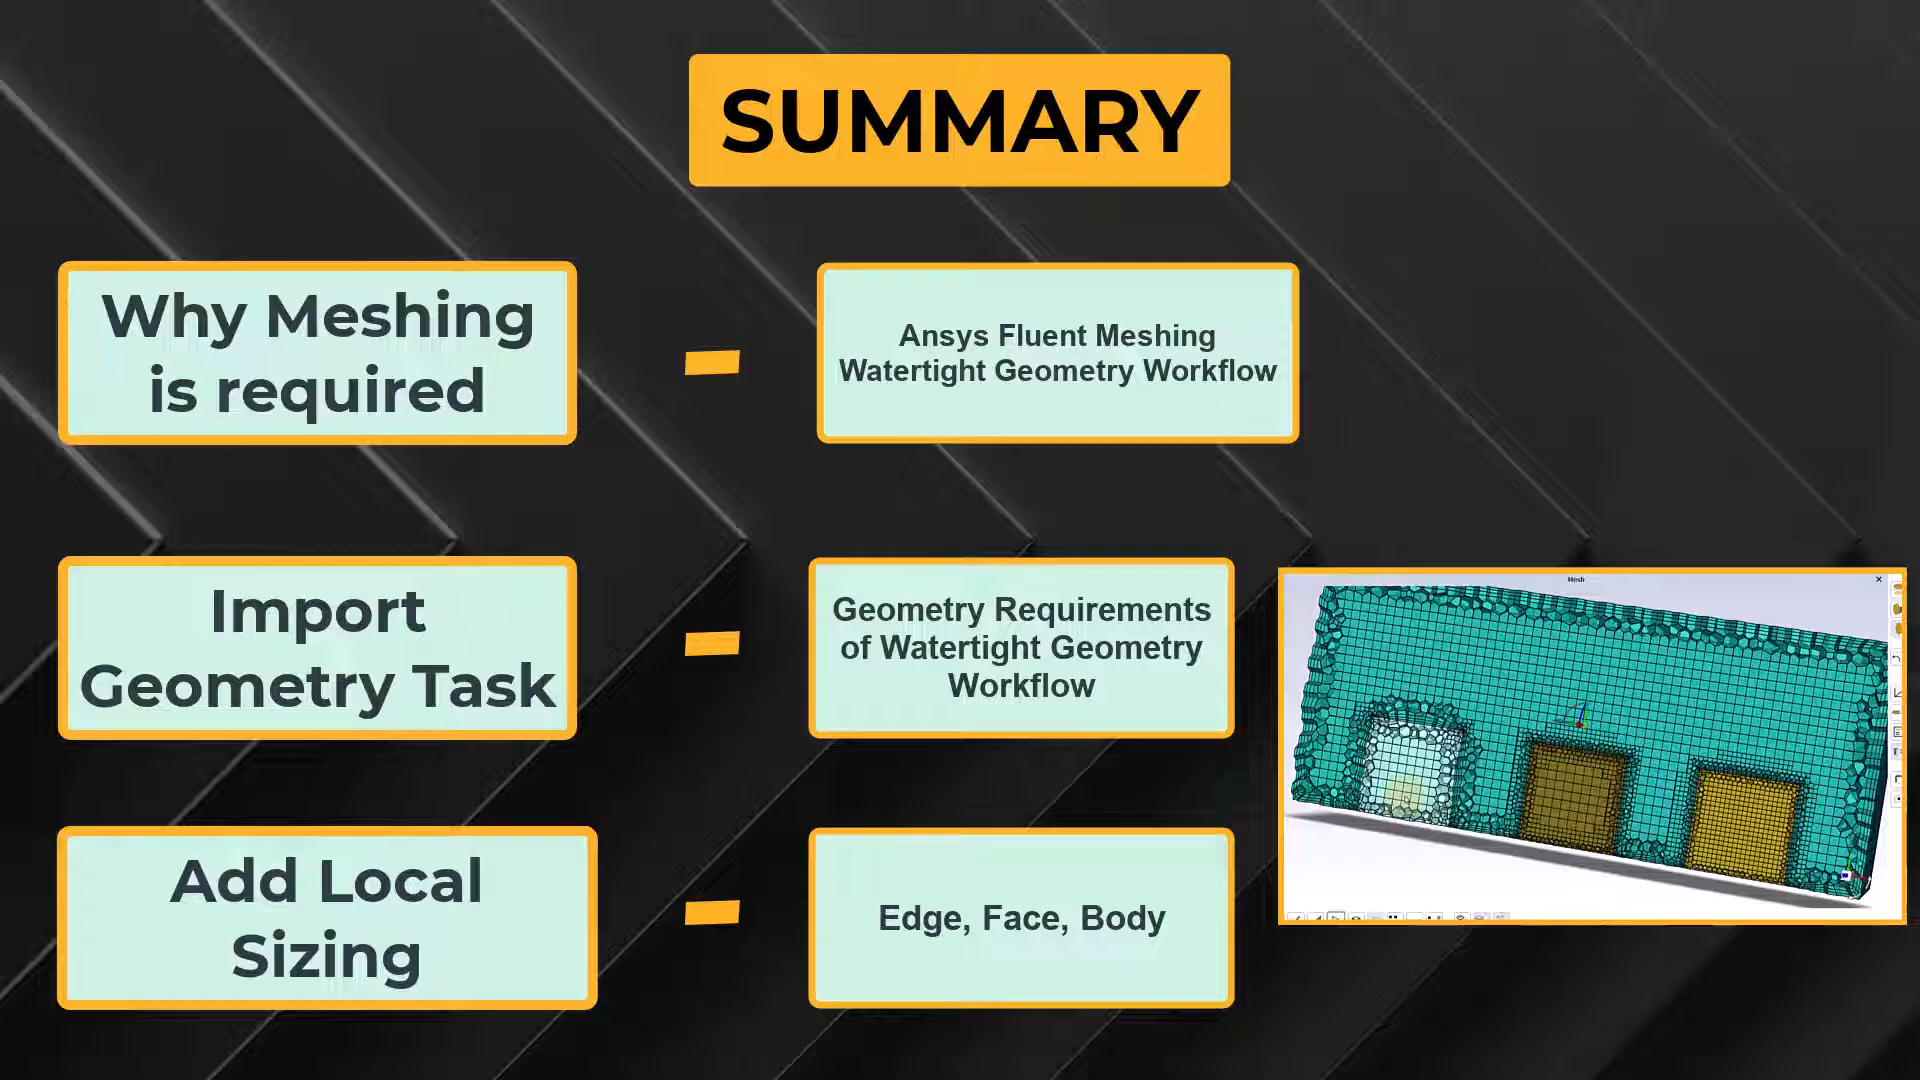 SUMMARY
Why Meshing
is required
Ansys Fluent Meshing
Watertight Geometry Workflow
Import
Geometry Task
Geometry Requirements
of Watertight Geometry
Workflow
Mesh
Add Local
Sizing
Edge, Face, Body